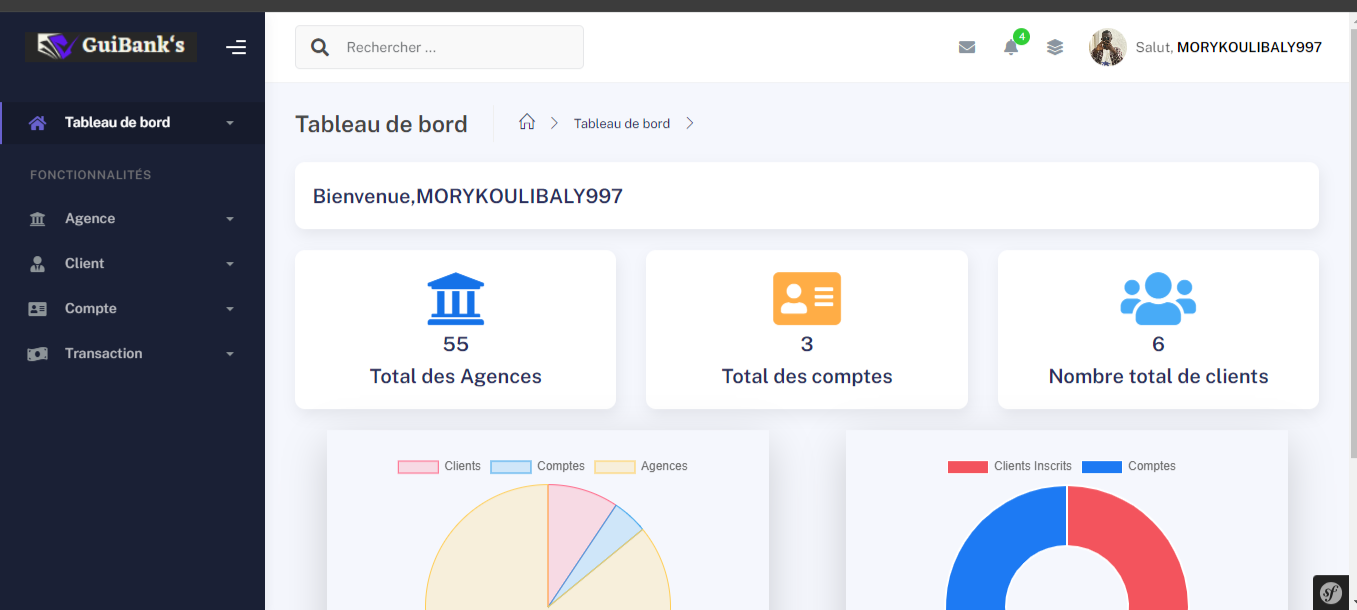 GuiBank's
Rechercher ...
4
Salut, MORYKOULIBALY997
Tableau de bord
Tableau de bord
Tableau de bord
FONCTIONNALITÉS
Agence
Client
Compte
Transaction
Bienvenue,MORYKOULIBALY997
55
Total des Agences
3
Total des comptes
6
Nombre total de clients
Clients Comptes Agences
Clients Inscrits Comptes
sf